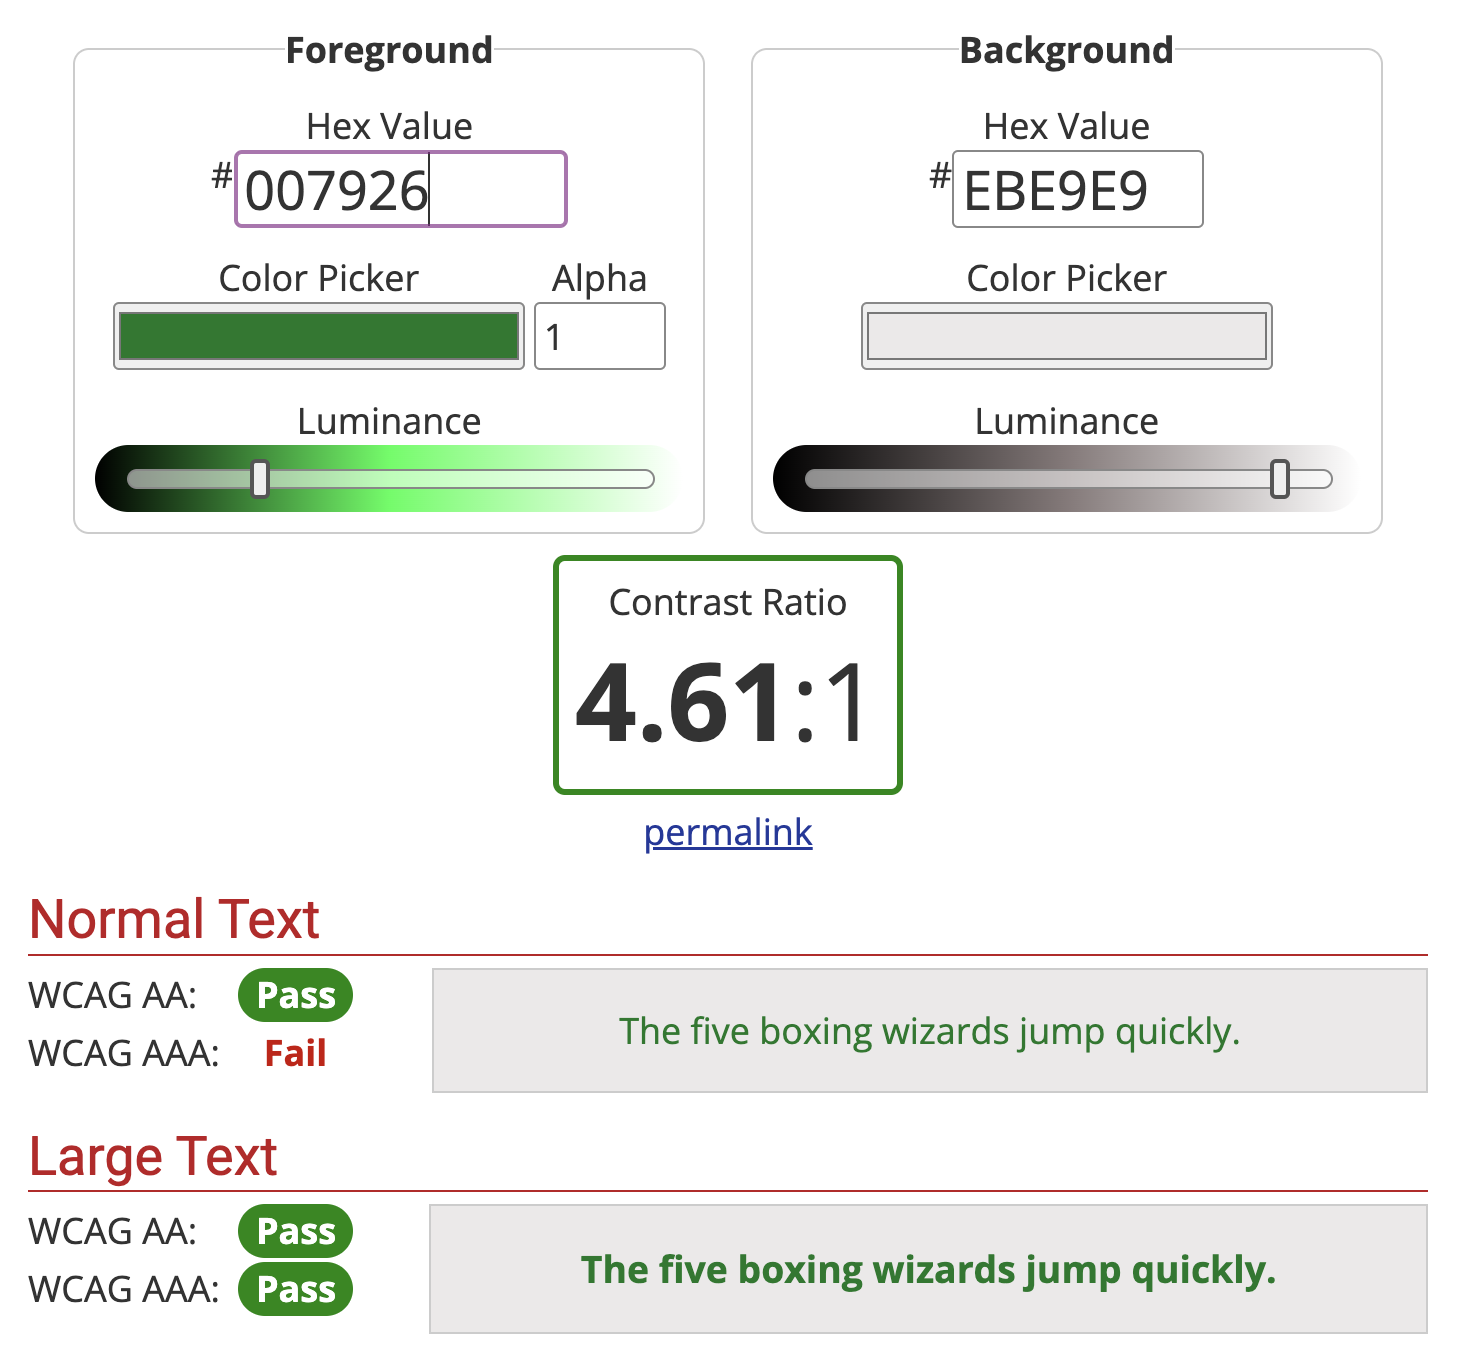 Foreground
Hex Value
#007926
Color Picker Alpha
1
Luminance
Background
Hex Value
#EBE9E9
Color Picker
Luminance
Contrast Ratio
4.61:1
permalink
Normal Text
WCAG AA: Pass
WCAG AAA: Fail
The five boxing wizards jump quickly.
Large Text
WCAG AA: Pass
WCAG AAA: Pass
The five boxing wizards jump quickly.